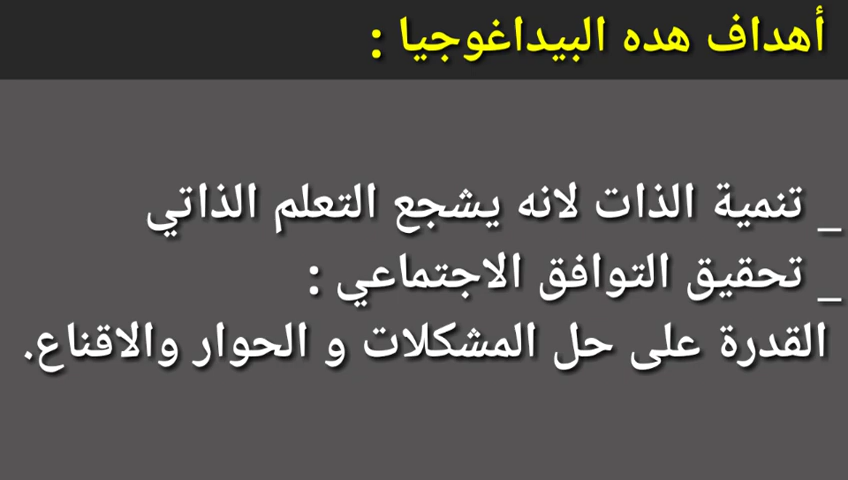 أهداف هده البيداغوجيا :
_ تنمية الذات لانه يشجع التعلم الذاتي
_ تحقيق التوافق الاجتماعي :
القدرة على حل المشكلات و الحوار والاقناع.